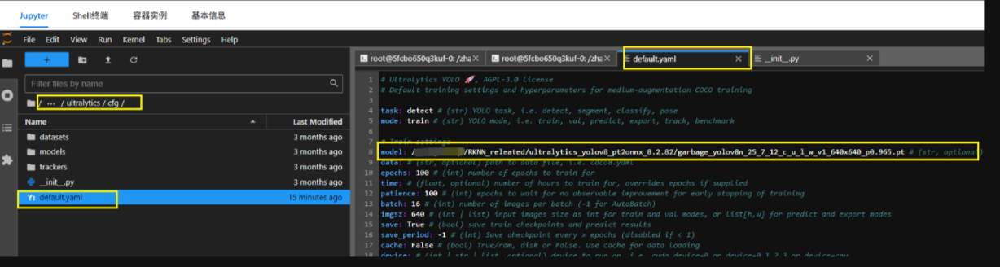 Jupyter Shell终端 容器实例 基本信息
File Edit View Run Kernel Tabs Settings Help
root@5fcbo650q3kuf-0: /zha root@5fcbo650q3kuf-0: /zha default.yaml __init__.py
Filter files by name
/ ··· / ultralytics / cfg /
Name Last Modified
datasets 3 months ago
models 3 months ago
trackers 3 months ago
__init__.py 3 months ago
default.yaml 15 minutes ago
1 # Ultralytics YOLO 🚀, AGPL-3.0 license
2 # Default training settings and hyperparameters for medium-augmentation COCO training
3
4 task: detect # (str) YOLO task, i.e. detect, segment, classify, pose
5 mode: train # (str) YOLO mode, i.e. train, val, predict, export, track, benchmark
6
7 # Train settings
8 model: / /RKNN_releated/ultralytics_yolov8_pt2onnx_8.2.82/garbage_yolov8n_25_7_12_c_u_l_w_v1_640x640_p0.965.pt # (str, optional)
9 data: # (str, optional) path to data file, i.e. coco8.yaml
10 epochs: 100 # (int) number of epochs to train for
11 time: # (float, optional) number of hours to train for, overrides epochs if supplied
12 patience: 100 # (int) epochs to wait for no observable improvement for early stopping of training
13 batch: 16 # (int) number of images per batch (-1 for AutoBatch)
14 imgsz: 640 # (int | list) input images size as int for train and val modes, or list[h,w] for predict and export modes
15 save: True # (bool) save train checkpoints and predict results
16 save_period: -1 # (int) Save checkpoint every x epochs (disabled if < 1)
17 cache: False # (bool) True/ram, disk or False. Use cache for data loading
18 device: # (int | str | list, optional) device to run on, i.e. cuda device=0 or device=0,1,2,3 or device=cpu